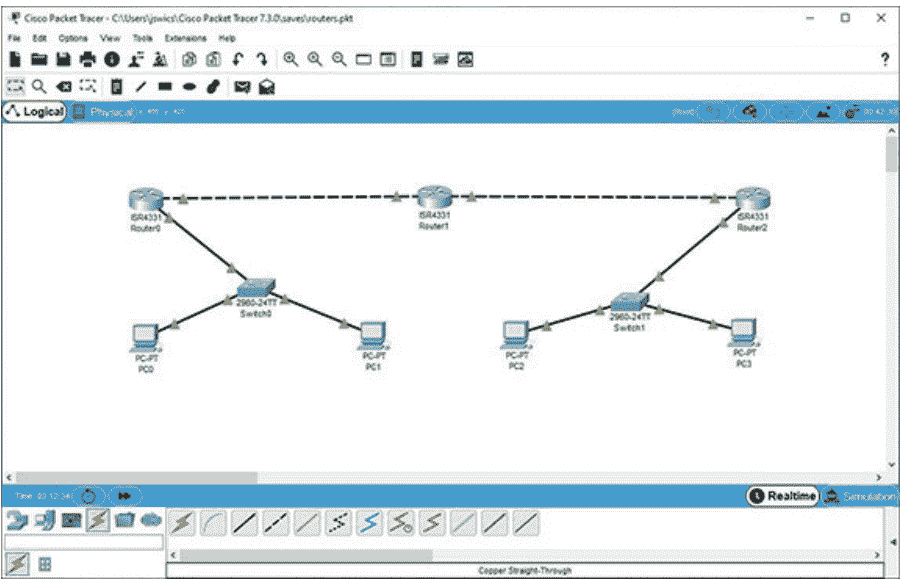 Cisco Packet Tracer - C:\Users\jswics\Cisco Packet Tracer 7.3.0\saves\routers.pkt
File Edit Options View Tools Extensions Help
?
Logical Physical
ISR4331
Router0
ISR4331
Router1
ISR4331
Router2
2960-24TT
Switch0
2960-24TT
Switch1
PC-PT
PC0
PC-PT
PC1
PC-PT
PC2
PC-PT
PC3
Time Realtime Simulation
Copper Straight-Through